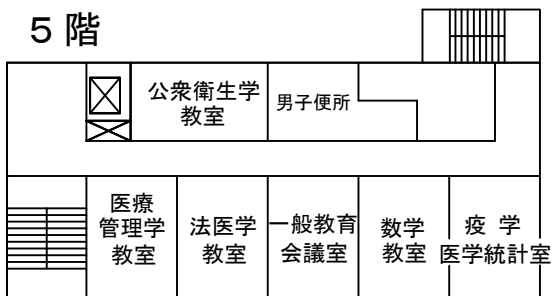 5階
公衆衛生学
教室
男子便所
医療
管理学
教室
法医学
教室
一般教育
会議室
数学
教室
疫 学
医学統計室